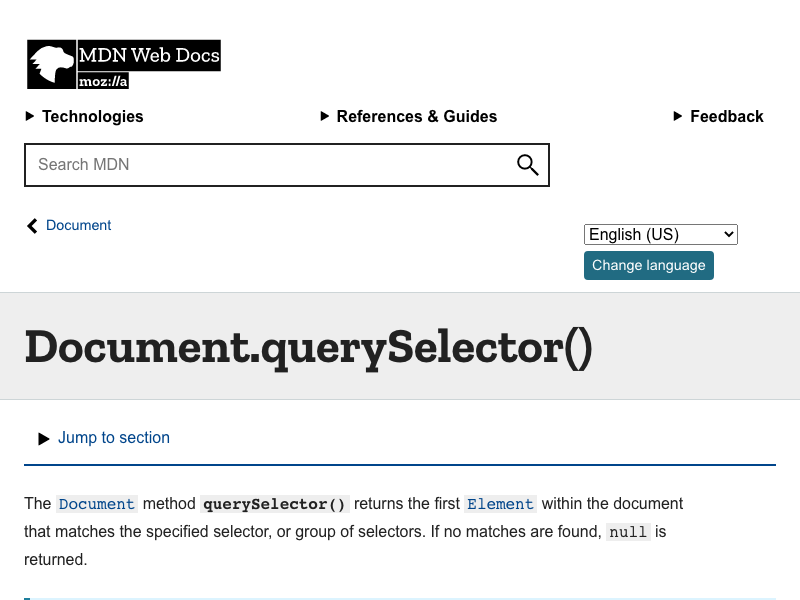 MDN Web Docs
moz://a
Technologies
References & Guides
Feedback
Search MDN
Document
English (US)
Change language
Document.querySelector()
Jump to section
The Document method querySelector() returns the first Element within the document
that matches the specified selector, or group of selectors. If no matches are found, null is
returned.